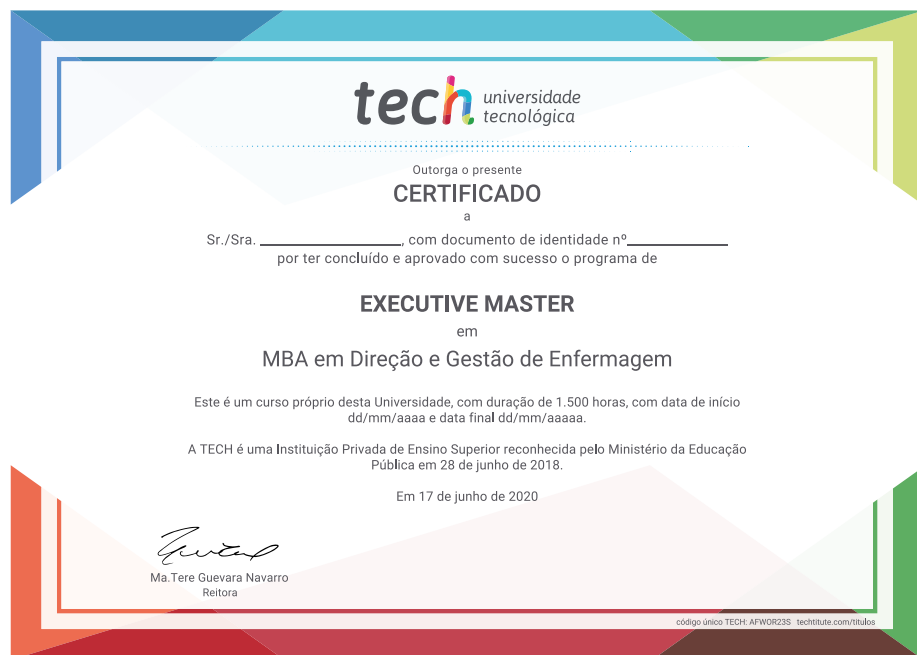 tech universidade
tecnológica
Outorga o presente
CERTIFICADO
a
Sr./Sra. ____________________, com documento de identidade nº______________
por ter concluído e aprovado com sucesso o programa de
EXECUTIVE MASTER
em
MBA em Direção e Gestão de Enfermagem
Este é um curso próprio desta Universidade, com duração de 1.500 horas, com data de início
dd/mm/aaaa e data final dd/mm/aaaaa.
A TECH é uma Instituição Privada de Ensino Superior reconhecida pelo Ministério da Educação
Pública em 28 de junho de 2018.
Em 17 de junho de 2020
Ma.Tere Guevara Navarro
Reitora
código único TECH: AFWOR23S techtitute.com/titulos